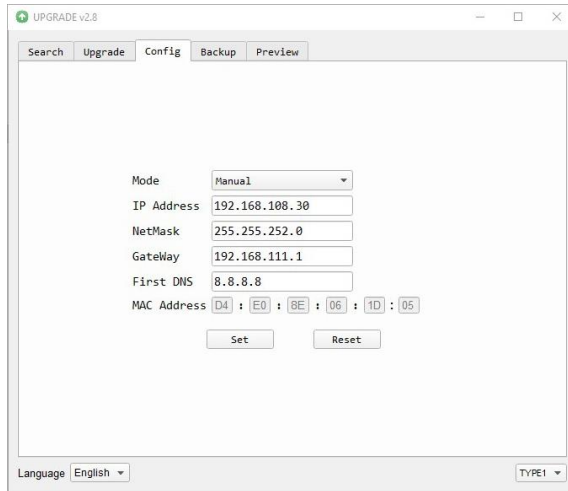 UPGRADE v2.8
Search Upgrade Config Backup Preview
Mode Manual
IP Address 192.168.108.30
NetMask 255.255.252.0
GateWay 192.168.111.1
First DNS 8.8.8.8
MAC Address D4 : E0 : 8E : 06 : 1D : 05
Set Reset
Language English TYPE1